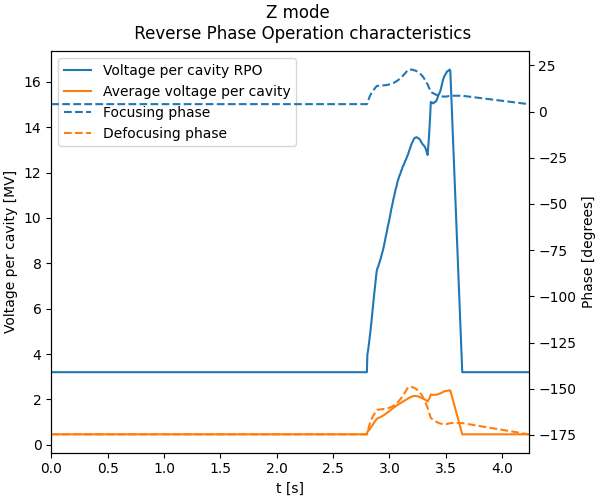 Z mode
Reverse Phase Operation characteristics
Voltage per cavity RPO
Average voltage per cavity
Focusing phase
Defocusing phase
Voltage per cavity [MV]
16
14
12
10
8
6
4
2
0
25
0
−25
−50
−75
−100
−125
−150
−175
Phase [degrees]
0.0 0.5 1.0 1.5 2.0 2.5 3.0 3.5 4.0
t [s]